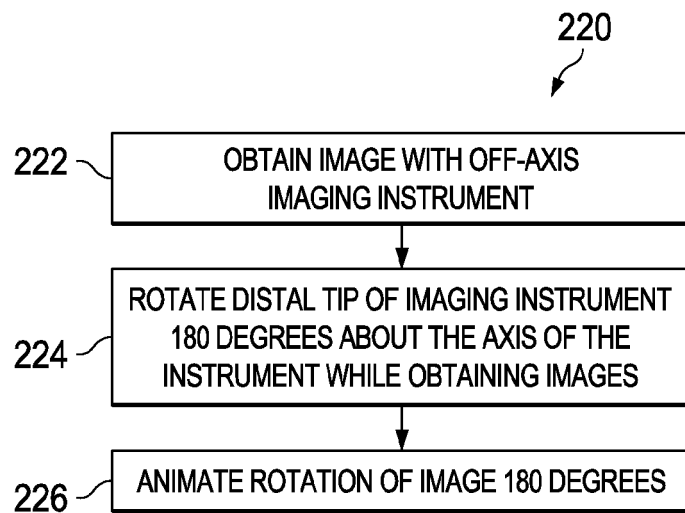 220
222
OBTAIN IMAGE WITH OFF-AXIS
IMAGING INSTRUMENT
224
ROTATE DISTAL TIP OF IMAGING INSTRUMENT
180 DEGREES ABOUT THE AXIS OF THE
INSTRUMENT WHILE OBTAINING IMAGES
226
ANIMATE ROTATION OF IMAGE 180 DEGREES